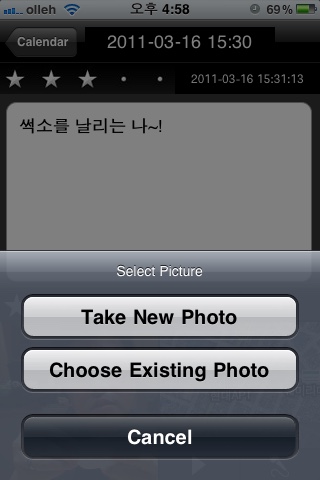 olleh 오후 4:58 69%
Calendar 2011-03-16 15:30
2011-03-16 15:31:13
썩소를 날리는 나~!
Select Picture
Take New Photo
Choose Existing Photo
Cancel